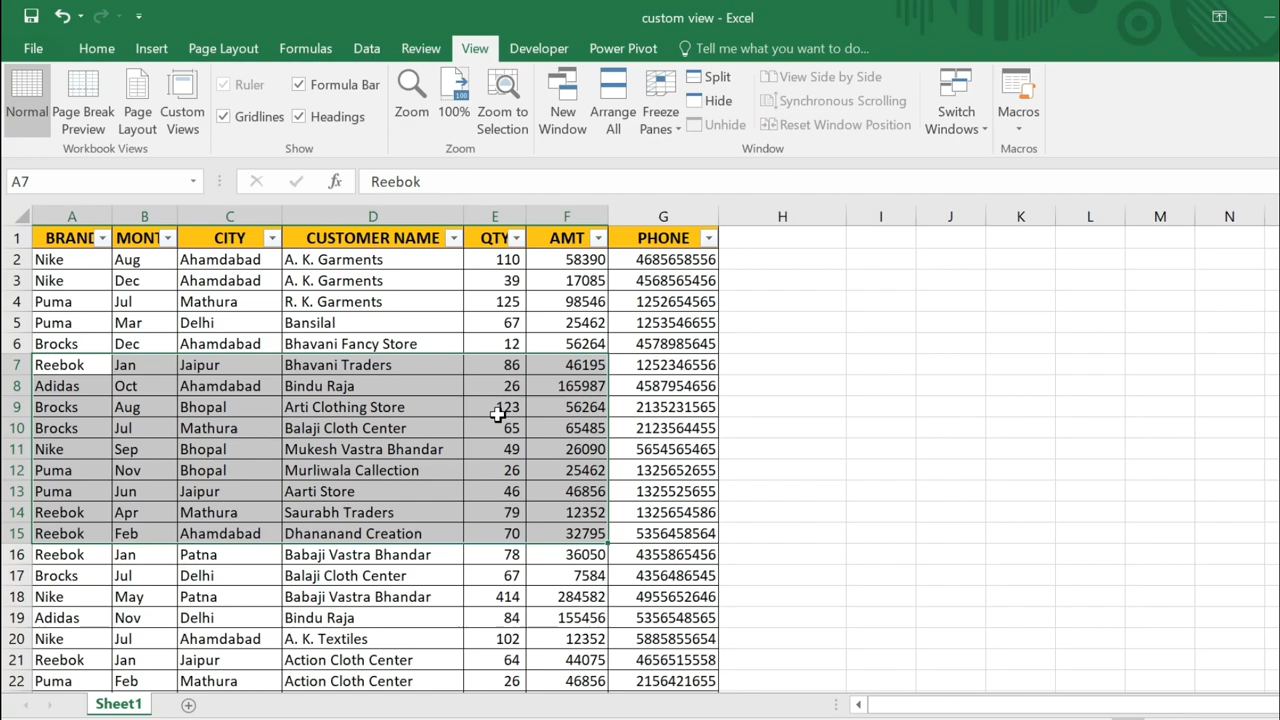 custom view - Excel
File Home Insert Page Layout Formulas Data Review View Developer Power Pivot Tell me what you want to do...
Normal Page Break Preview Page Layout Custom Views
Workbook Views
Ruler Formula Bar
Gridlines Headings
Show
Zoom 100% Zoom to Selection
Zoom
New Window Arrange All Freeze Panes
Split View Side by Side
Hide Synchronous Scrolling
Unhide Reset Window Position
Window
Switch Windows
Macros
Macros
A7 fx Reebok
A B C D E F G H I J K L M N
1 BRAND MONT CITY CUSTOMER NAME QTY AMT PHONE
2 Nike Aug Ahamdabad A. K. Garments 110 58390 4685658556
3 Nike Dec Ahamdabad A. K. Garments 39 17085 4568565456
4 Puma Jul Mathura R. K. Garments 125 98546 1252654565
5 Puma Mar Delhi Bansilal 67 25462 1253546655
6 Brocks Dec Ahamdabad Bhavani Fancy Store 12 56264 4578985645
7 Reebok Jan Jaipur Bhavani Traders 86 46195 1252346556
8 Adidas Oct Ahamdabad Bindu Raja 26 165987 4587954656
9 Brocks Aug Bhopal Arti Clothing Store 123 56264 2135231565
10 Brocks Jul Mathura Balaji Cloth Center 65 65485 2123564455
11 Nike Sep Bhopal Mukesh Vastra Bhandar 49 26090 5654565465
12 Puma Nov Bhopal Murliwala Callection 26 25462 1325652655
13 Puma Jun Jaipur Aarti Store 46 46856 1325525655
14 Reebok Apr Mathura Saurabh Traders 79 12352 1325654586
15 Reebok Feb Ahamdabad Dhananand Creation 70 32795 5356458564
16 Reebok Jan Patna Babaji Vastra Bhandar 78 36050 4355865456
17 Brocks Jul Delhi Balaji Cloth Center 67 7584 4356486545
18 Nike May Patna Babaji Vastra Bhandar 414 284582 4955652646
19 Adidas Nov Delhi Bindu Raja 84 155456 5356548565
20 Nike Jul Ahamdabad A. K. Textiles 102 12352 5885855654
21 Reebok Jan Jaipur Action Cloth Center 64 44075 4656515558
22 Puma Feb Mathura Action Cloth Center 26 46856 2156421655
Sheet1